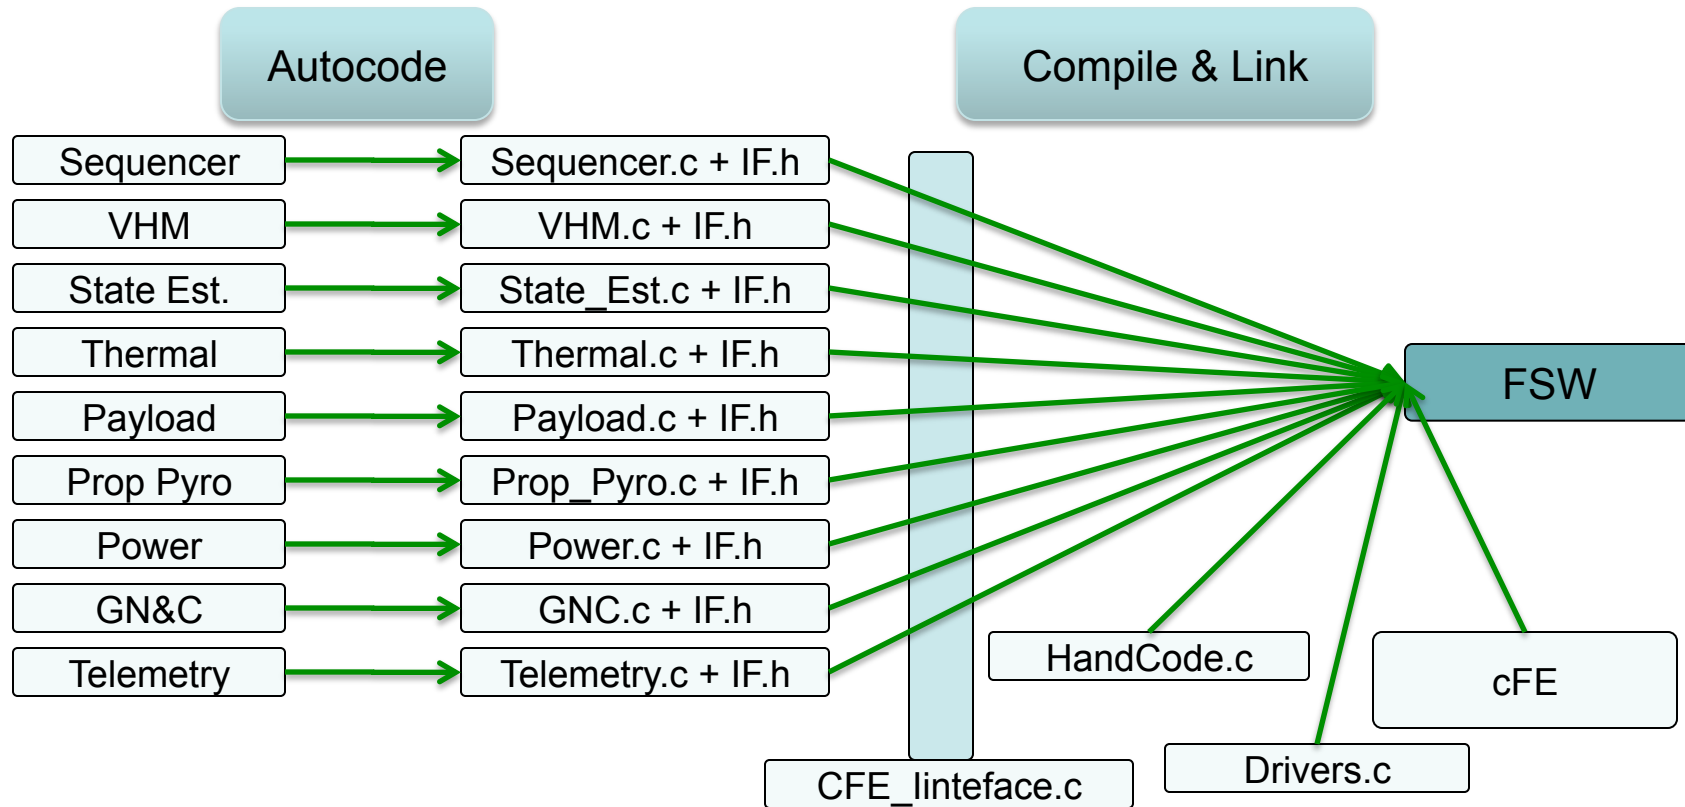 Autocode
Compile & Link
Sequencer
Sequencer.c + IF.h
VHM
VHM.c + IF.h
State Est.
State_Est.c + IF.h
Thermal
Thermal.c + IF.h
FSW
Payload
Payload.c + IF.h
Prop Pyro
Prop_Pyro.c + IF.h
Power
Power.c + IF.h
GN&C
GNC.c + IF.h
Telemetry
Telemetry.c + IF.h
HandCode.c
cFE
Drivers.c
CFE_Iinteface.c